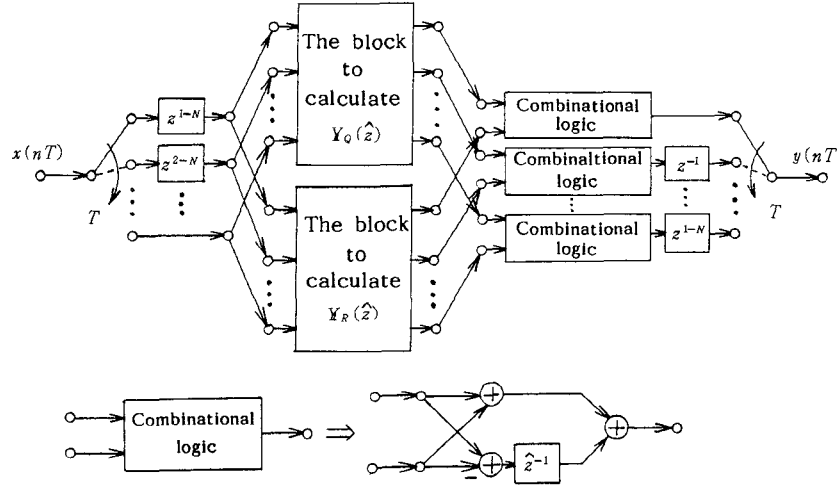 The block
to
calculate
Y_Q(ẑ)
x(nT)
z^{1-N}
z^{2-N}
T
Combinational
logic
Combinaltional
logic
z^{-1}
Combinational
logic
z^{1-N}
y(nT
T
The block
to
calculate
Y_R(ẑ)
Combinational
logic
⇒
+
+
−
+
ẑ^{-1}